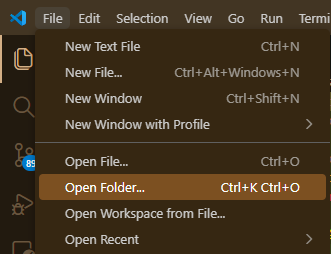 File Edit Selection View Go Run Termi
New Text File Ctrl+N
New File... Ctrl+Alt+Windows+N
New Window Ctrl+Shift+N
New Window with Profile
Open File... Ctrl+O
Open Folder... Ctrl+K Ctrl+O
Open Workspace from File...
Open Recent
89